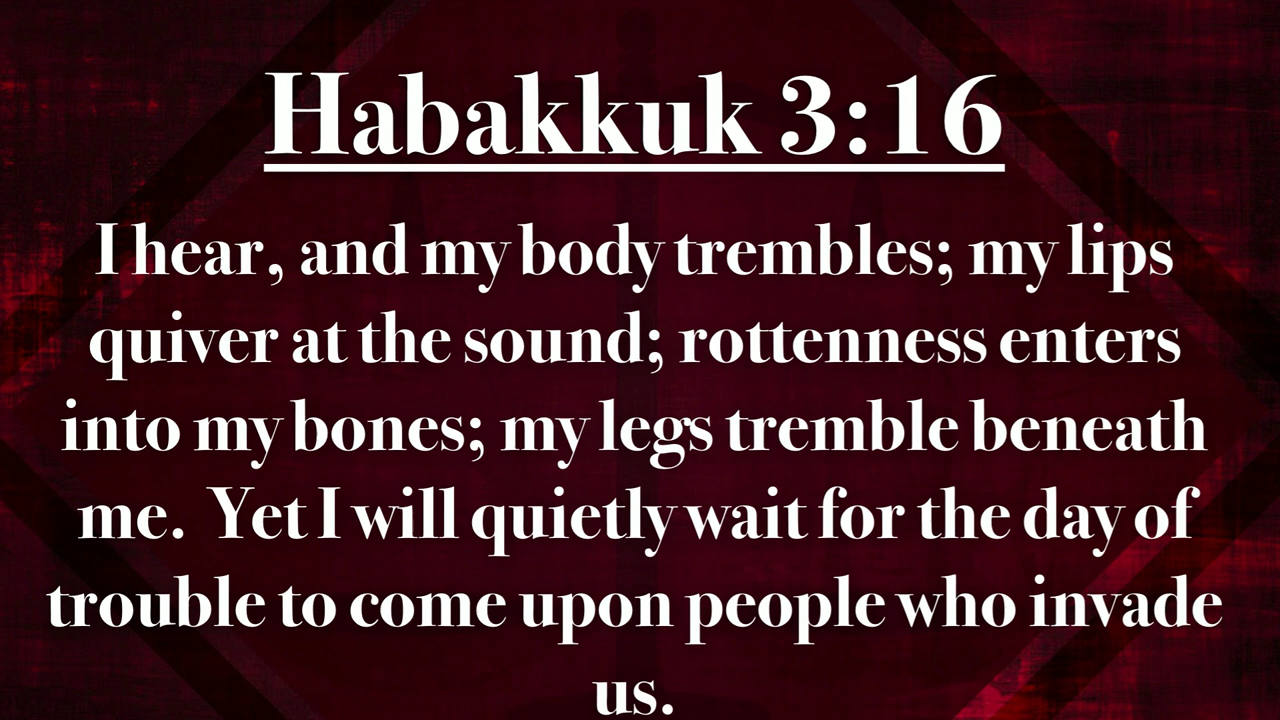 Habakkuk 3:16
I hear, and my body trembles; my lips
quiver at the sound; rottenness enters
into my bones; my legs tremble beneath
me.  Yet I will quietly wait for the day of
trouble to come upon people who invade
us.